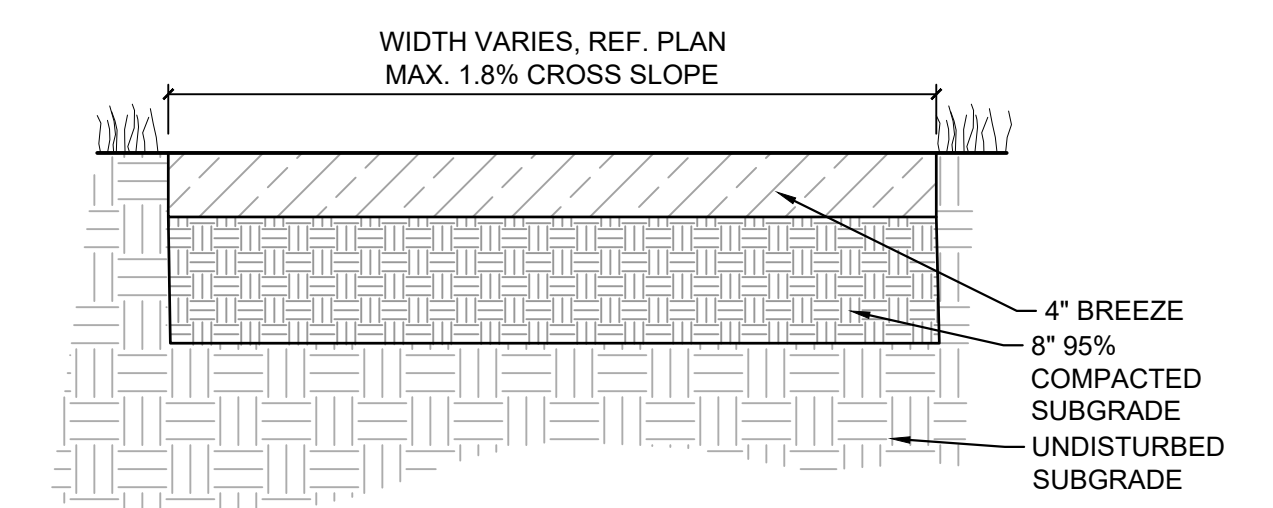 WIDTH VARIES, REF. PLAN
MAX. 1.8% CROSS SLOPE
4" BREEZE
8" 95%
COMPACTED
SUBGRADE
UNDISTURBED
SUBGRADE